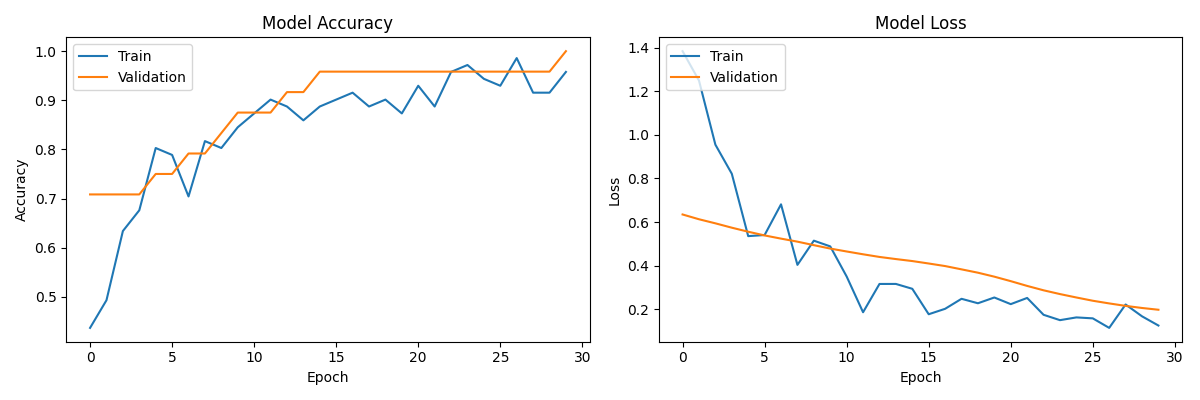 Model Accuracy
Train
Validation
1.0
0.9
0.8
0.7
0.6
0.5
Accuracy
0 5 10 15 20 25 30
Epoch
Model Loss
Train
Validation
1.4
1.2
1.0
0.8
0.6
0.4
0.2
Loss
0 5 10 15 20 25 30
Epoch